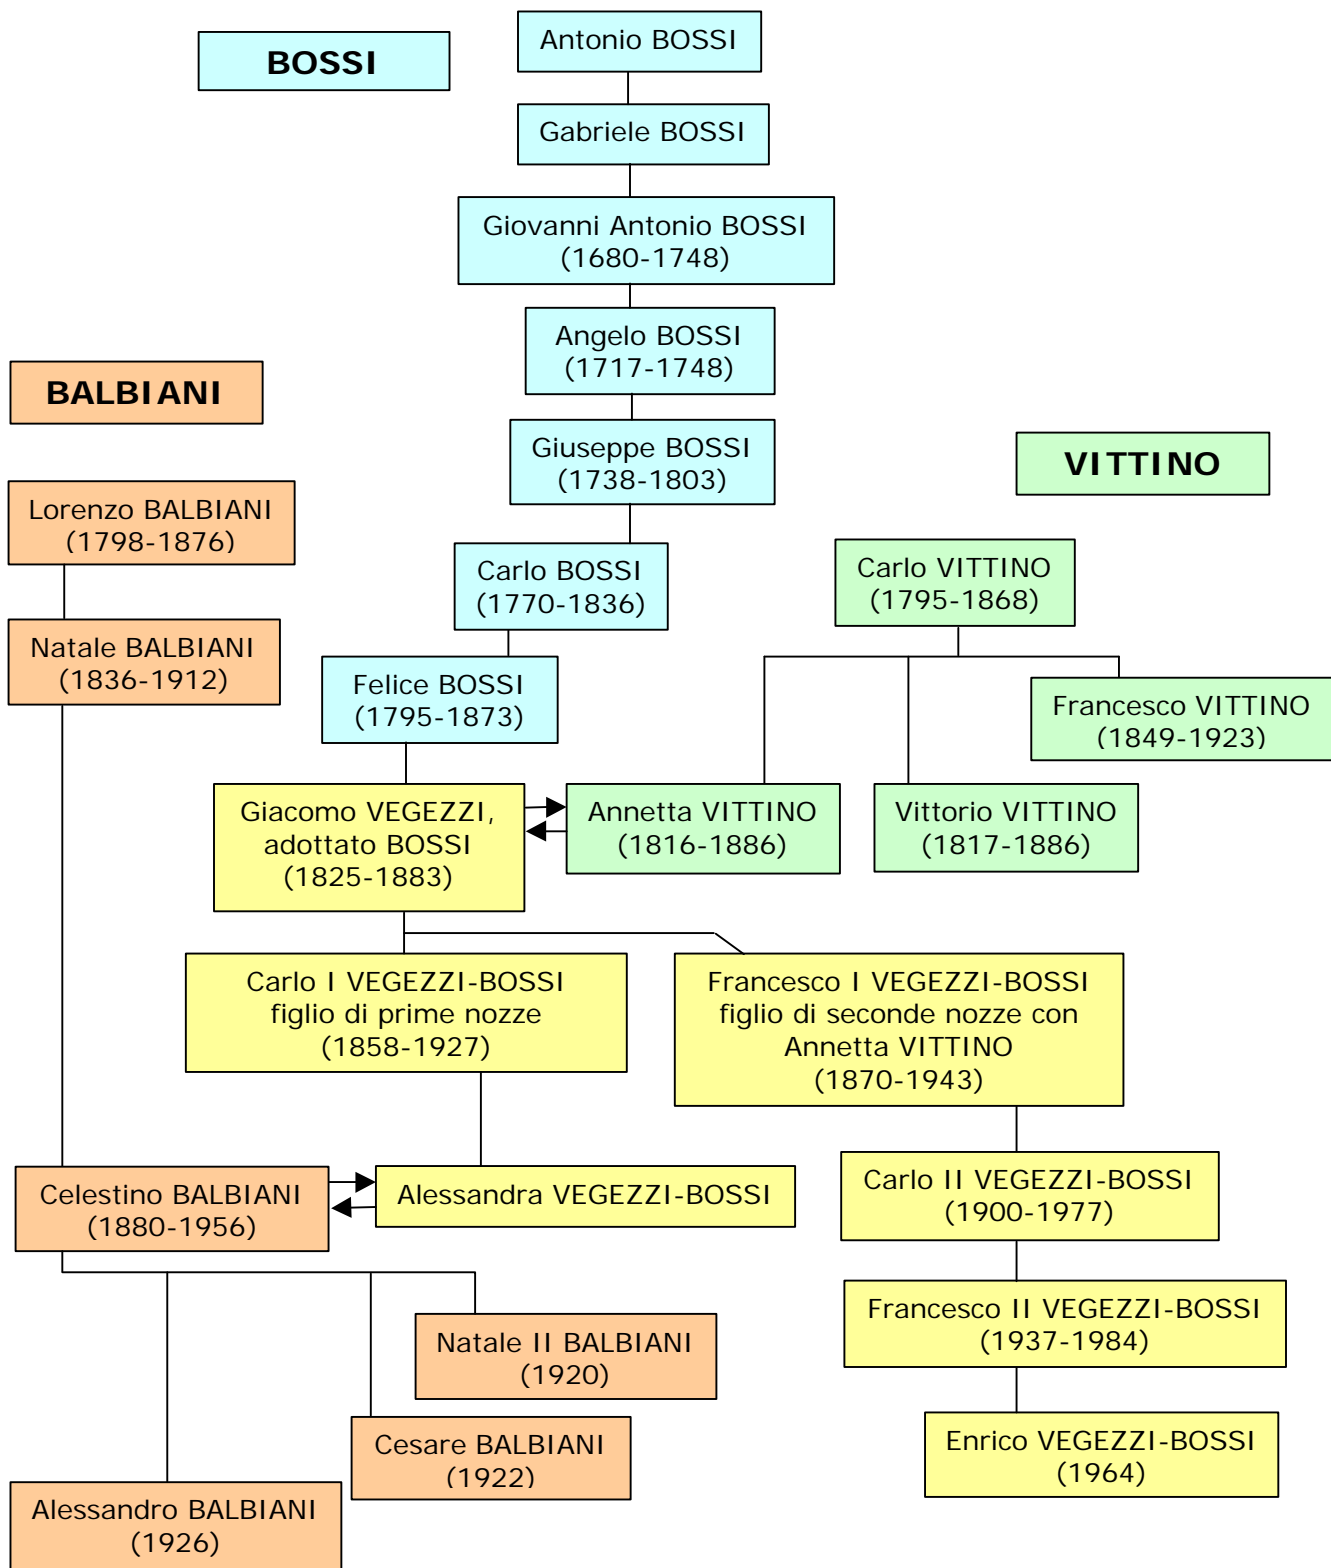 BOSSI
Antonio BOSSI
Gabriele BOSSI
Giovanni Antonio BOSSI
(1680-1748)
Angelo BOSSI
(1717-1748)
BALBIANI
Giuseppe BOSSI
(1738-1803)
VITTINO
Lorenzo BALBIANI
(1798-1876)
Carlo BOSSI
(1770-1836)
Carlo VITTINO
(1795-1868)
Natale BALBIANI
(1836-1912)
Felice BOSSI
(1795-1873)
Francesco VITTINO
(1849-1923)
Giacomo VEGEZZI,
adottato BOSSI
(1825-1883)
Annetta VITTINO
(1816-1886)
Vittorio VITTINO
(1817-1886)
Carlo I VEGEZZI-BOSSI
figlio di prime nozze
(1858-1927)
Francesco I VEGEZZI-BOSSI
figlio di seconde nozze con
Annetta VITTINO
(1870-1943)
Celestino BALBIANI
(1880-1956)
Alessandra VEGEZZI-BOSSI
Carlo II VEGEZZI-BOSSI
(1900-1977)
Francesco II VEGEZZI-BOSSI
(1937-1984)
Natale II BALBIANI
(1920)
Cesare BALBIANI
(1922)
Enrico VEGEZZI-BOSSI
(1964)
Alessandro BALBIANI
(1926)